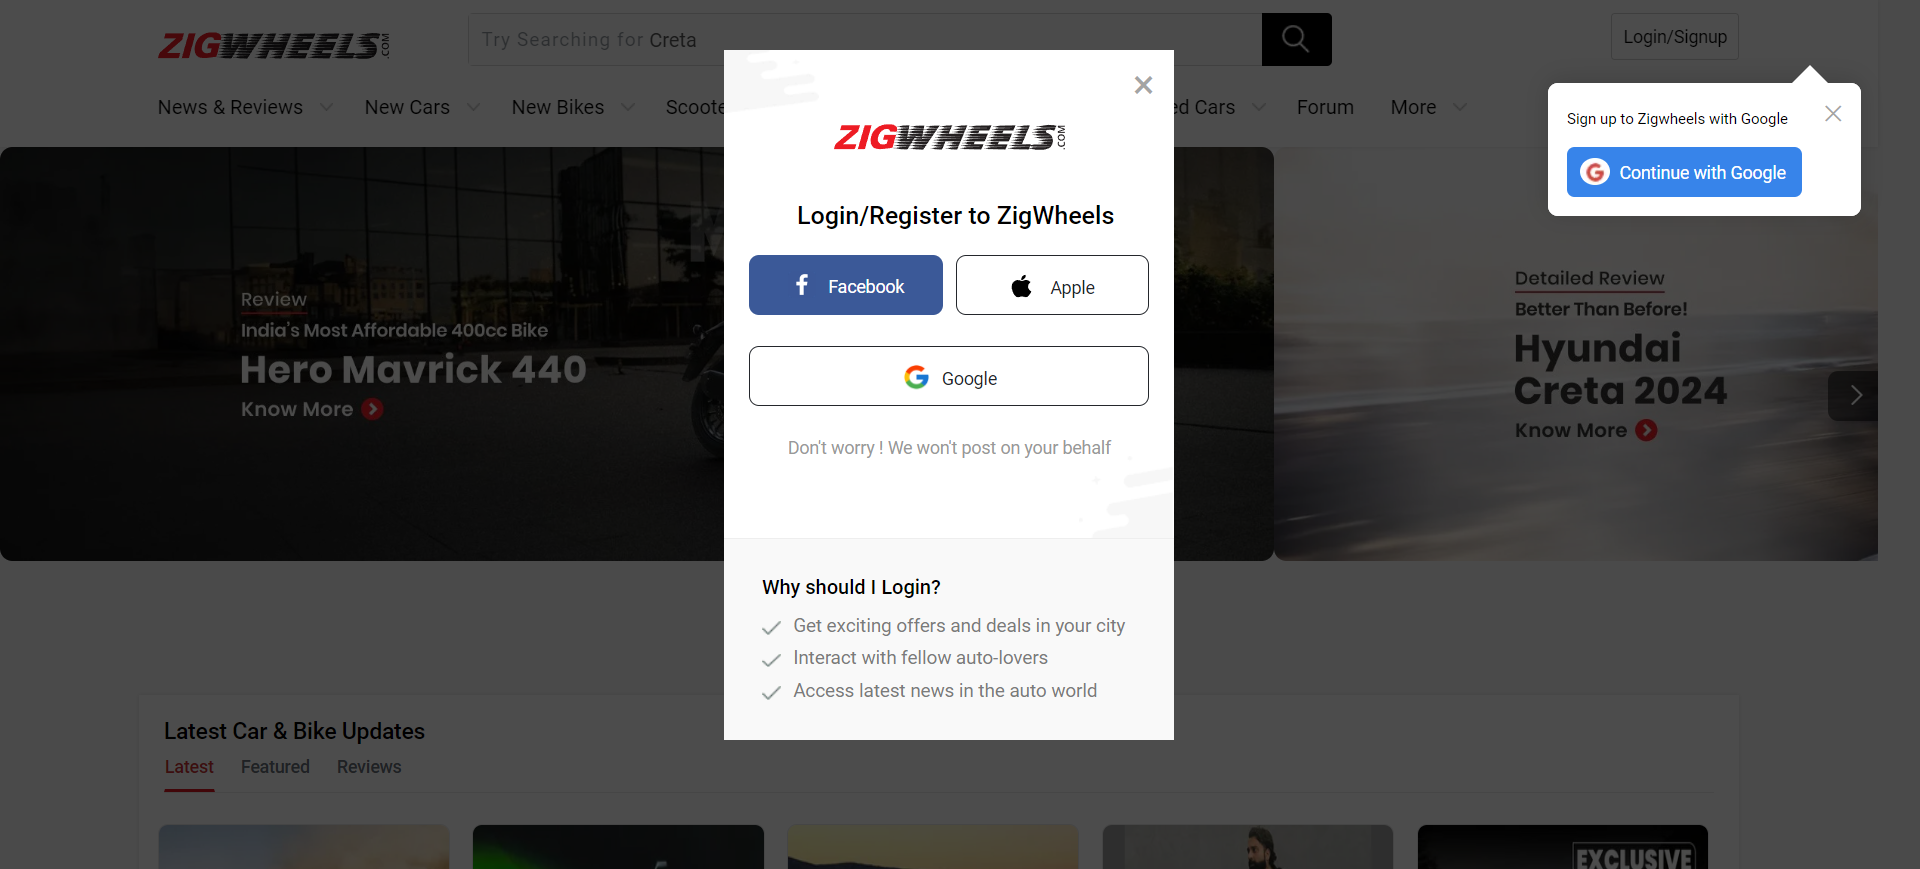 ZIGWHEELS.COM
Try Searching for Creta
Login/Signup
News & Reviews
New Cars
New Bikes
Forum
More
Sign up to Zigwheels with Google
Continue with Google
ZIGWHEELS.COM
Login/Register to ZigWheels
Facebook
Apple
Google
Don't worry ! We won't post on your behalf
Why should I Login?
Get exciting offers and deals in your city
Interact with fellow auto-lovers
Access latest news in the auto world
Review
India's Most Affordable 400cc Bike
Hero Mavrick 440
Know More
Detailed Review
Better Than Before!
Hyundai
Creta 2024
Know More
Latest Car & Bike Updates
Latest
Featured
Reviews
EXCLUSIVE